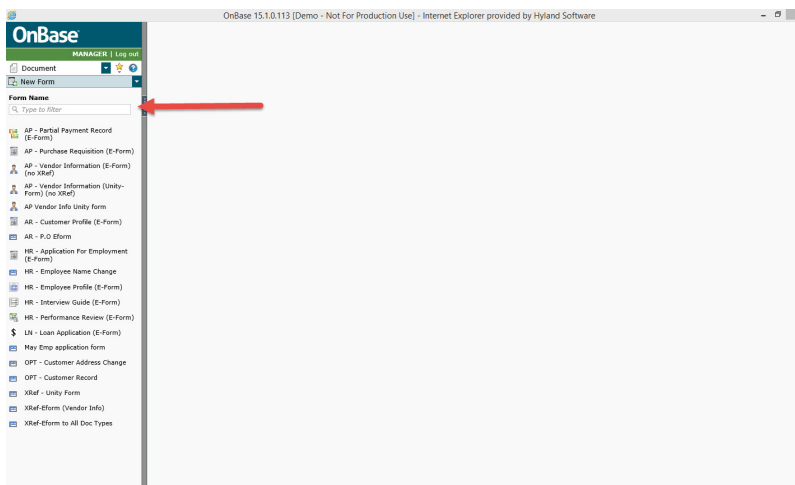 OnBase 15.1.0.113 [Demo - Not For Production Use] - Internet Explorer provided by Hyland Software
OnBase
MANAGER | Log out
Document
New Form
Form Name
Type to filter
AP - Partial Payment Record
(E-Form)
AP - Purchase Requisition (E-Form)
AP - Vendor Information (E-Form)
(no XRef)
AP - Vendor Information (Unity-
Form) (no XRef)
AP Vendor Info Unity form
AR - Customer Profile (E-Form)
AR - P.O Eform
HR - Application For Employment
(E-Form)
HR - Employee Name Change
HR - Employee Profile (E-Form)
HR - Interview Guide (E-Form)
HR - Performance Review (E-Form)
LN - Loan Application (E-Form)
May Emp application form
OPT - Customer Address Change
OPT - Customer Record
XRef - Unity Form
XRef-Eform (Vendor Info)
XRef-Eform to All Doc Types